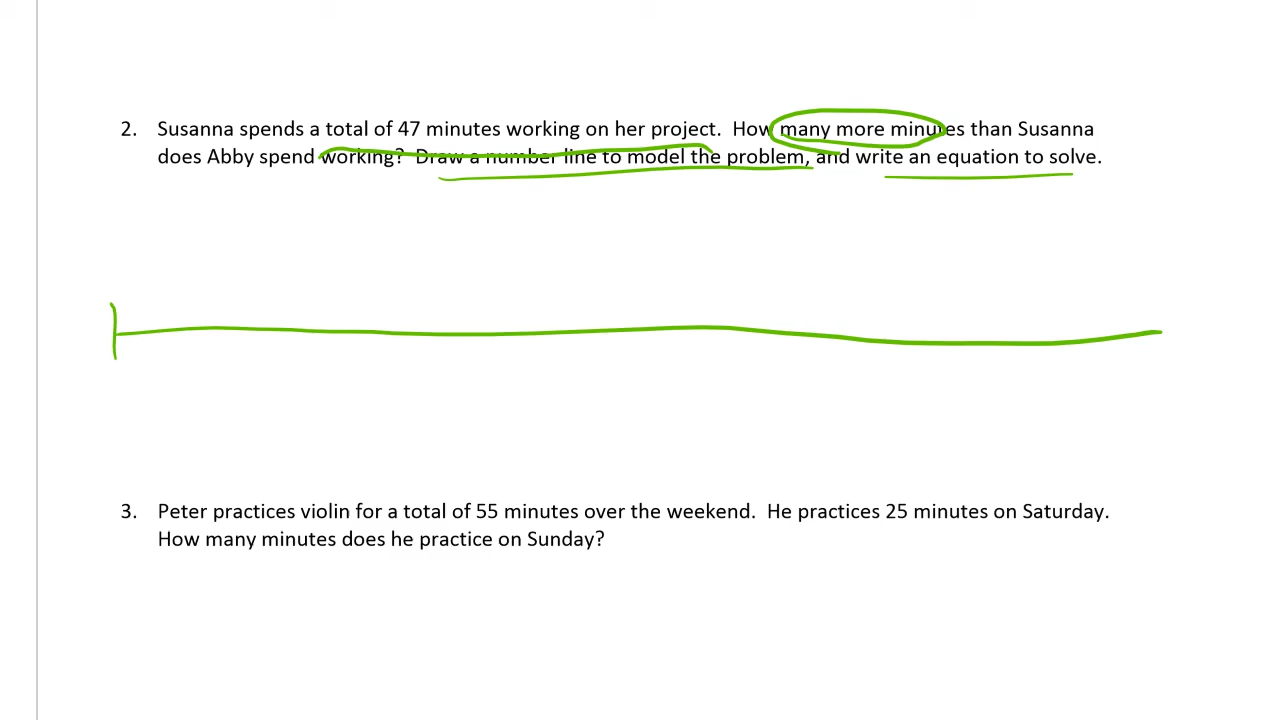 2. Susanna spends a total of 47 minutes working on her project. How many more minutes than Susanna
does Abby spend working? Draw a number line to model the problem, and write an equation to solve.
3. Peter practices violin for a total of 55 minutes over the weekend. He practices 25 minutes on Saturday.
How many minutes does he practice on Sunday?